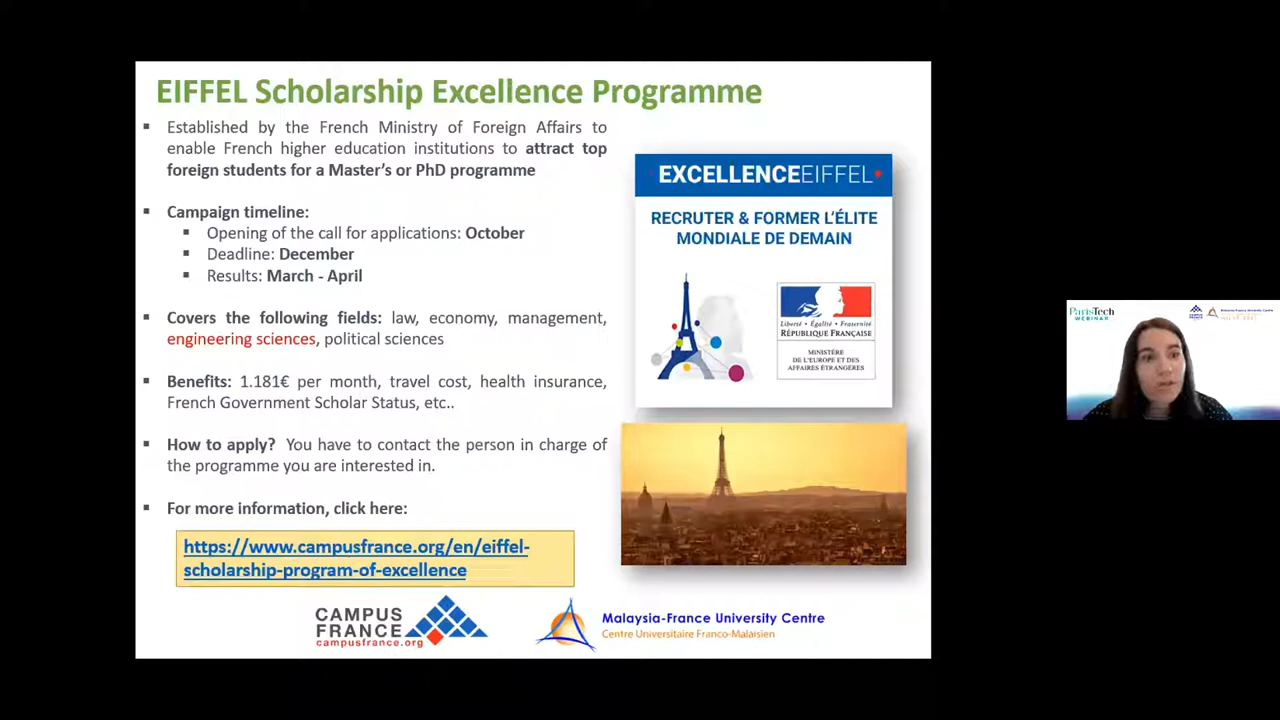 EIFFEL Scholarship Excellence Programme
▪ Established by the French Ministry of Foreign Affairs to
enable French higher education institutions to attract top
foreign students for a Master's or PhD programme
▪ Campaign timeline:
▪ Opening of the call for applications: October
▪ Deadline: December
▪ Results: March - April
▪ Covers the following fields: law, economy, management,
engineering sciences, political sciences
▪ Benefits: 1.181€ per month, travel cost, health insurance,
French Government Scholar Status, etc..
▪ How to apply? You have to contact the person in charge of
the programme you are interested in.
▪ For more information, click here:
https://www.campusfrance.org/en/eiffel-
scholarship-program-of-excellence
EXCELLENCEEIFFEL
RECRUTER & FORMER L'ÉLITE
MONDIALE DE DEMAIN
Liberté • Égalité • Fraternité
RÉPUBLIQUE FRANÇAISE
MINISTÈRE
DE L'EUROPE ET DES
AFFAIRES ÉTRANGÈRES
CAMPUS
FRANCE
campusfrance.org
Malaysia-France University Centre
Centre Universitaire Franco-Malaisien
ParisTech
WEBINAR
Malaysia-France University Centre